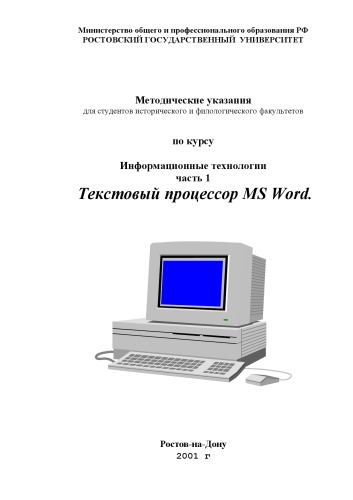 Министерство общего и профессионального образования РФ
РОСТОВСКИЙ ГОСУДАРСТВЕННЫЙ УНИВЕРСИТЕТ
Методические указания
для студентов исторического и филологического факультетов
по курсу
Информационные технологии
часть 1
Текстовый процессор MS Word.
Ростов-на-Дону
2001 г